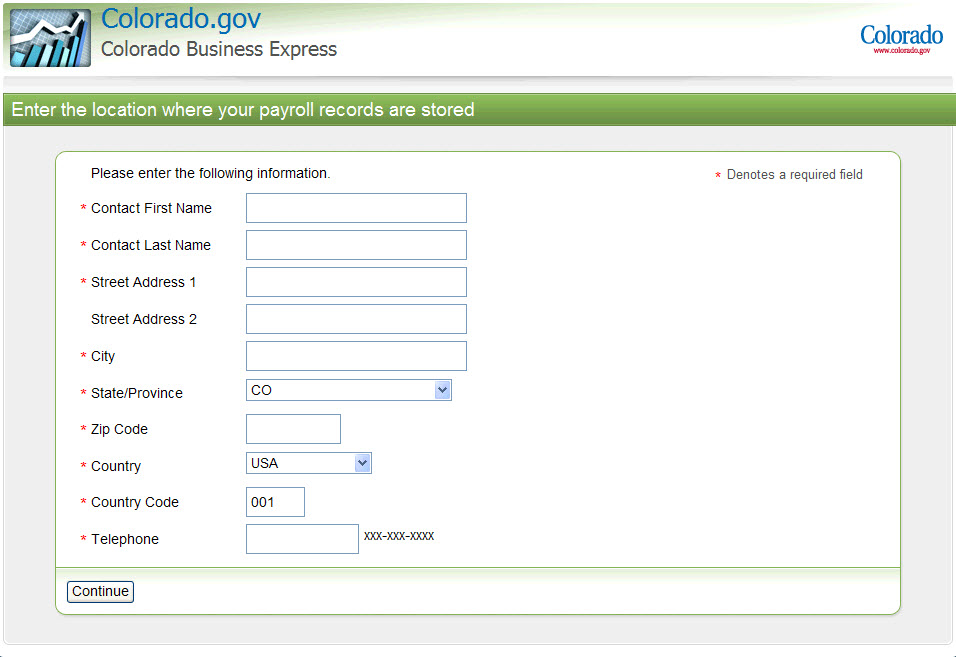 Colorado.gov
Colorado Business Express
Colorado
www.colorado.gov
Enter the location where your payroll records are stored
Please enter the following information.
* Denotes a required field
* Contact First Name
* Contact Last Name
* Street Address 1
Street Address 2
* City
* State/Province CO
* Zip Code
* Country USA
* Country Code 001
* Telephone xxx-xxx-xxxx
Continue